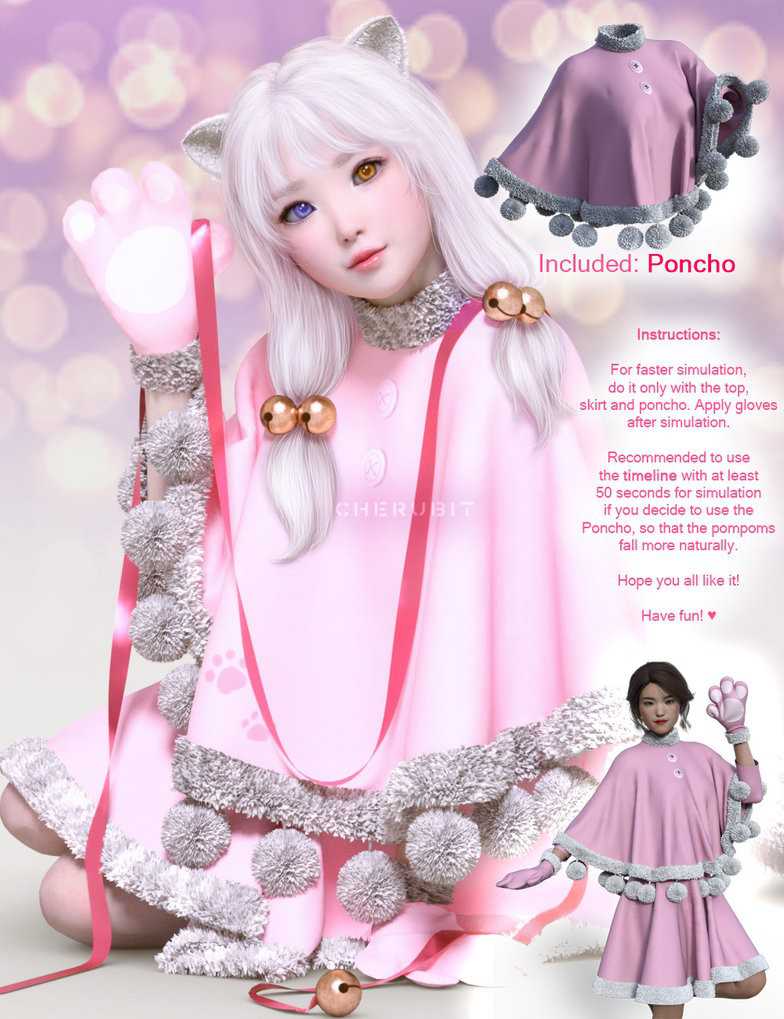 Included: Poncho
Instructions:
For faster simulation,
do it only with the top,
skirt and poncho. Apply gloves
after simulation.
Recommended to use
the timeline with at least
50 seconds for simulation
if you decide to use the
Poncho, so that the pompoms
fall more naturally.
Hope you all like it!
Have fun! ♥
CHERUBIT